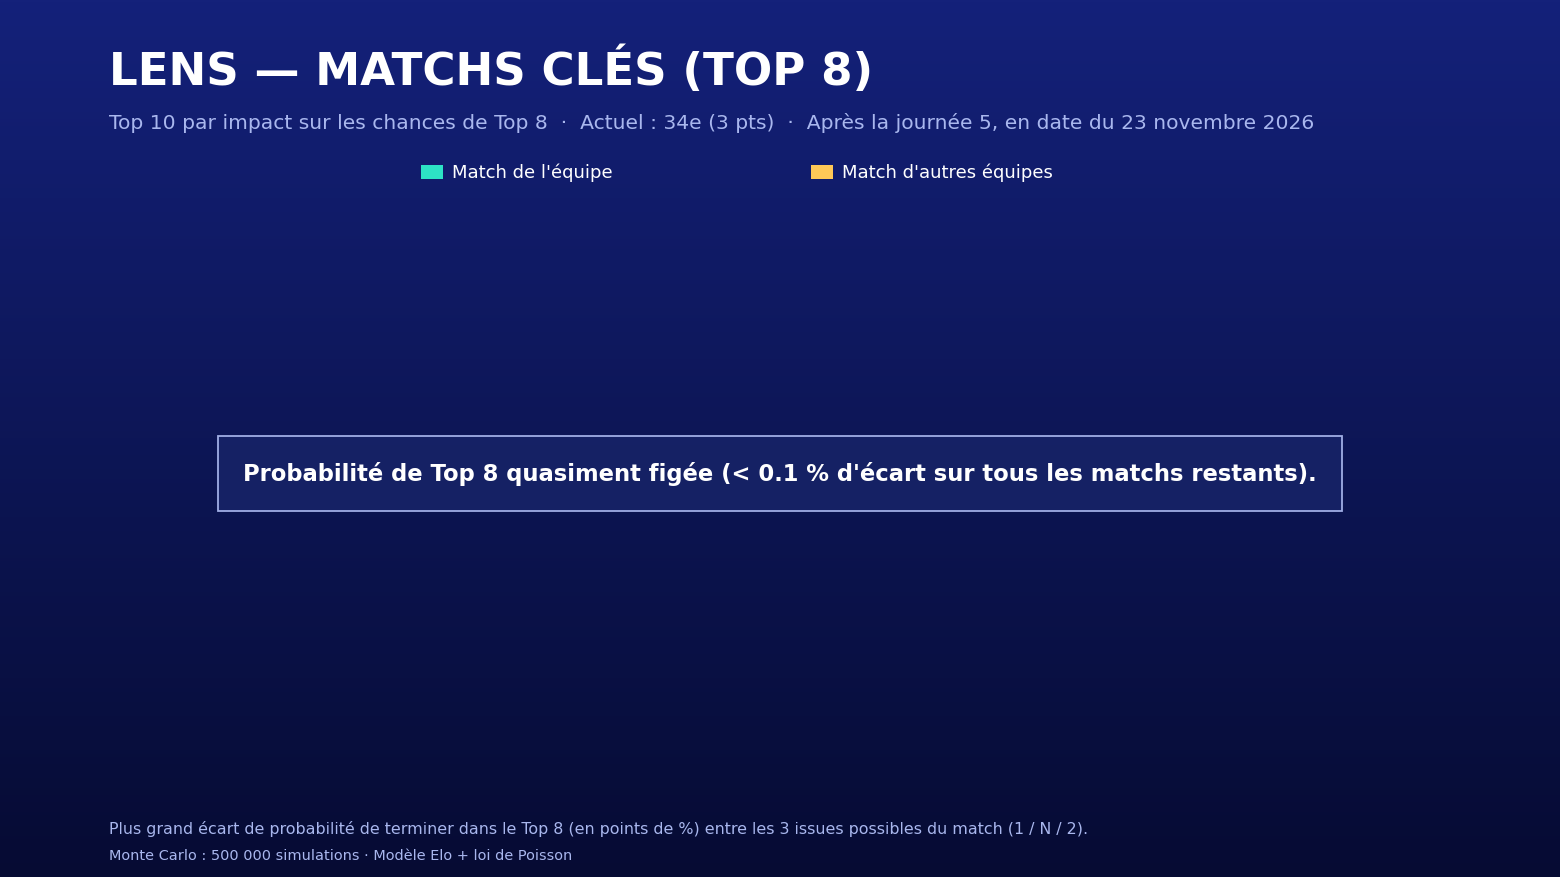 LENS — MATCHS CLÉS (TOP 8)
Top 10 par impact sur les chances de Top 8 · Actuel : 34e (3 pts) · Après la journée 5, en date du 23 novembre 2026
Match de l'équipe
Match d'autres équipes
Probabilité de Top 8 quasiment figée (< 0.1 % d'écart sur tous les matchs restants).
Plus grand écart de probabilité de terminer dans le Top 8 (en points de %) entre les 3 issues possibles du match (1 / N / 2).
Monte Carlo : 500 000 simulations · Modèle Elo + loi de Poisson